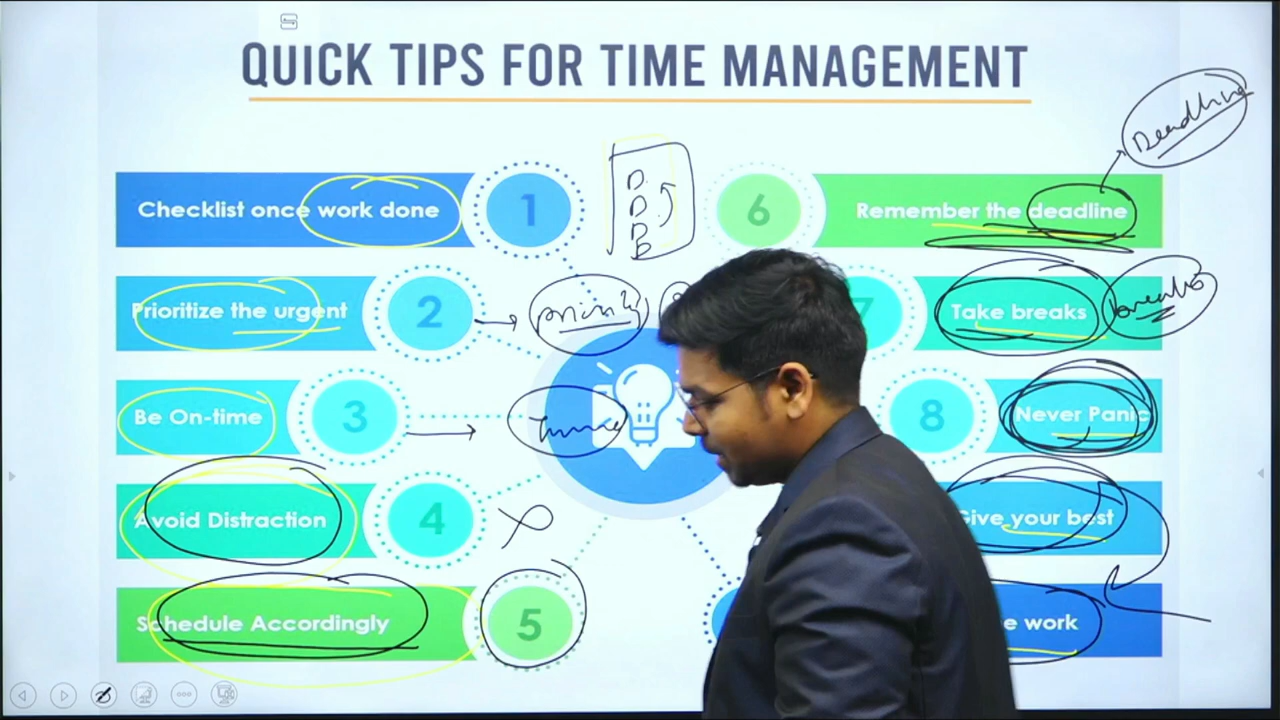 QUICK TIPS FOR TIME MANAGEMENT
Checklist once work done
1
Prioritize the urgent
2
Be On-time
3
Avoid Distraction
4
Schedule Accordingly
5
D
D
D
priority
Time
6
Remember the deadline
Deadline
7
Take breaks
breaks
8
Never Panic
Give your best
work